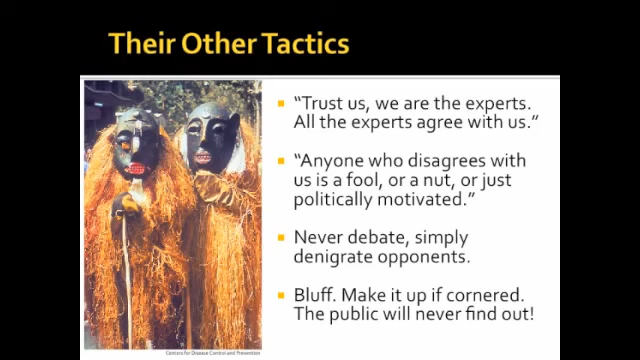 Their Other Tactics
"Trust us, we are the experts.
All the experts agree with us."
"Anyone who disagrees with
us is a fool, or a nut, or just
politically motivated."
Never debate, simply
denigrate opponents.
Bluff. Make it up if cornered.
The public will never find out!
Centers for Disease Control and Prevention